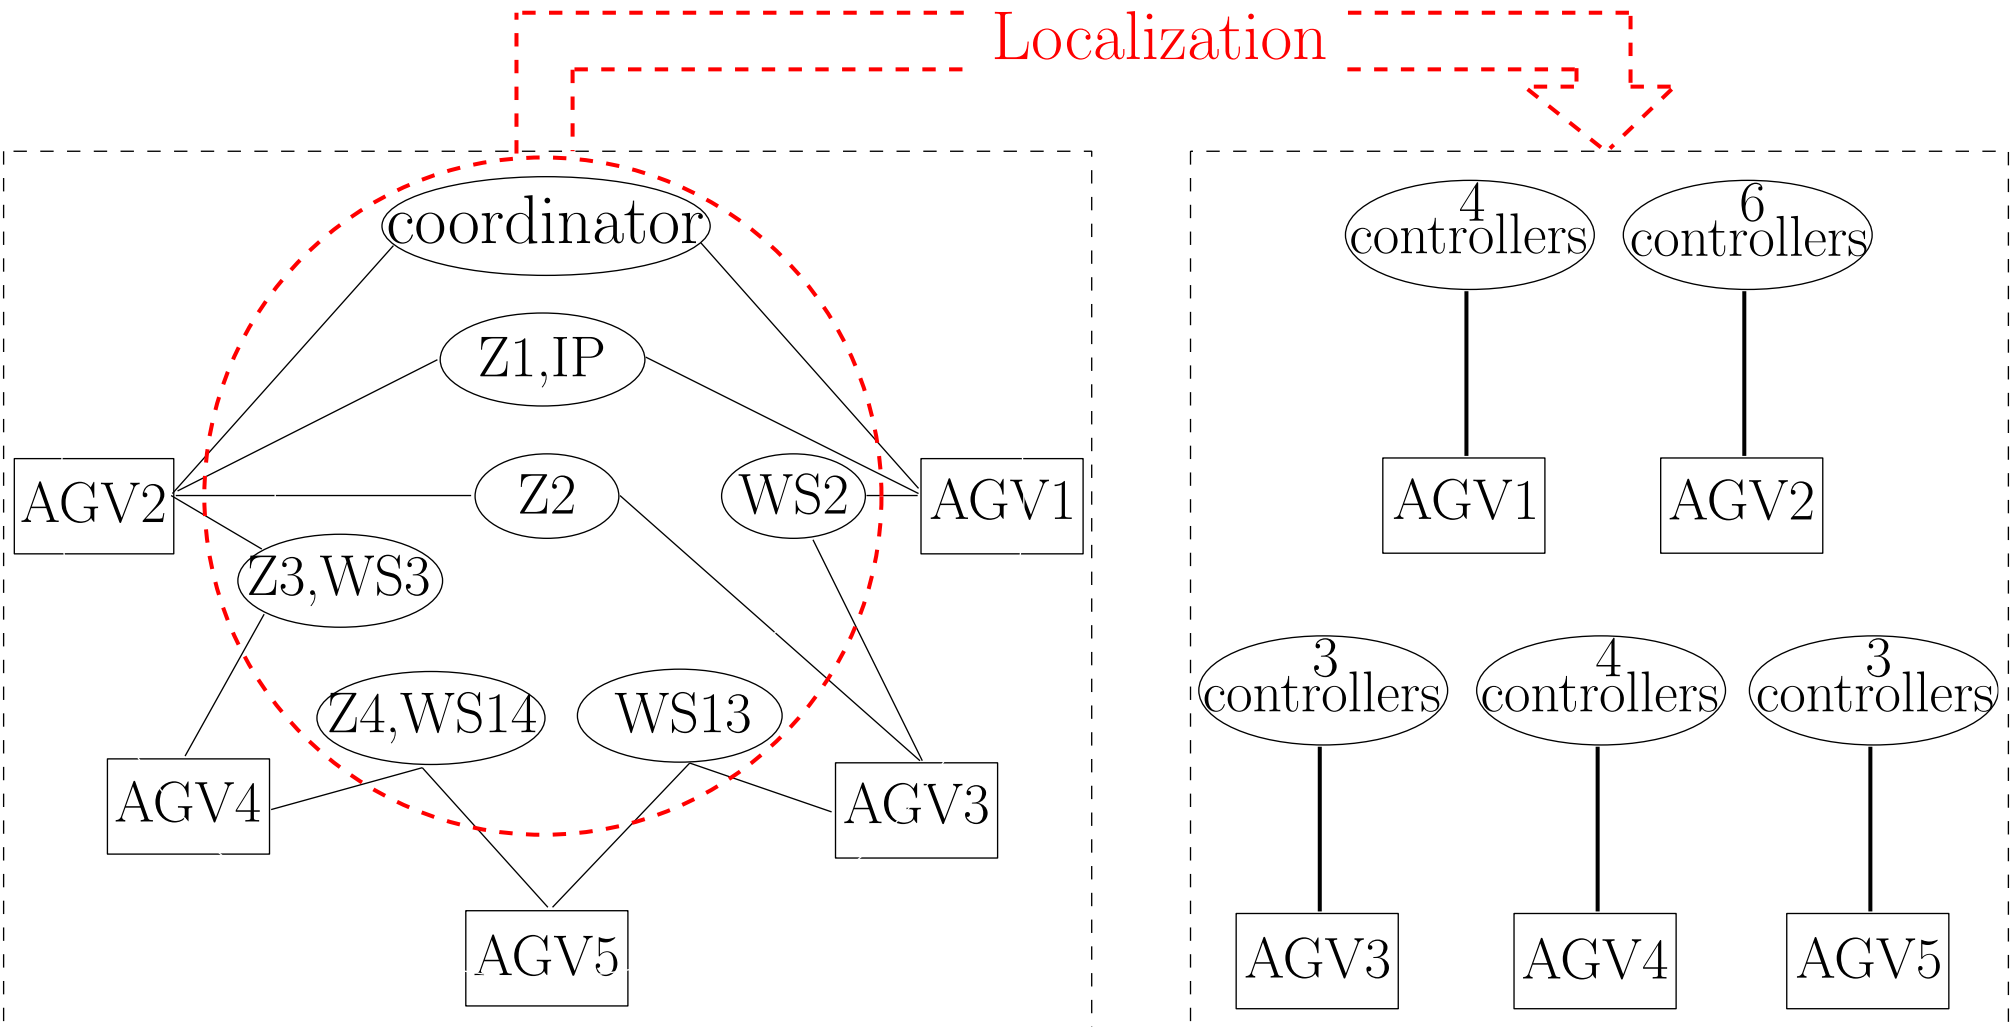 Localization
coordinator
Z1,IP
Z2
WS2
AGV2
AGV1
Z3,WS3
Z4,WS14
WS13
AGV4
AGV3
AGV5
4
controllers
6
controllers
AGV1
AGV2
3
controllers
4
controllers
3
controllers
AGV3
AGV4
AGV5